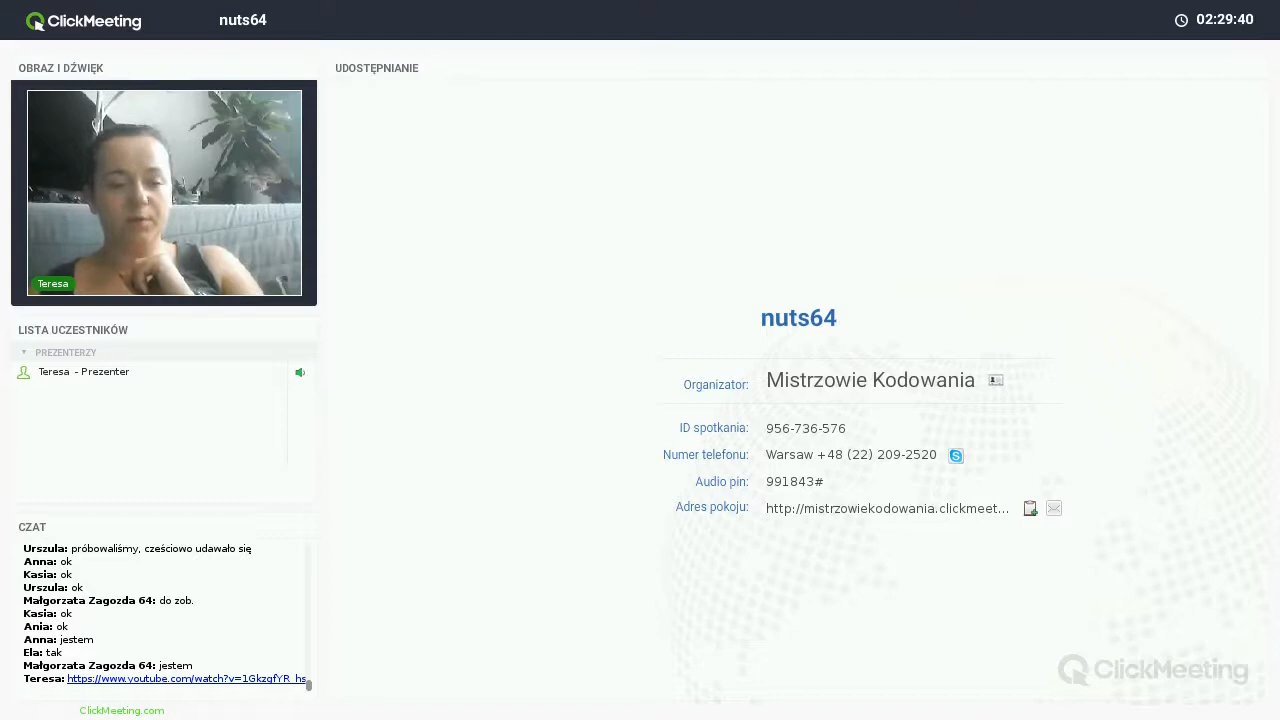 ClickMeeting
nuts64
02:29:40
OBRAZ I DŹWIĘK
Teresa
LISTA UCZESTNIKÓW
PREZENTERZY
Teresa - Prezenter
CZAT
Urszula: próbowaliśmy, cześciowo udawało się
Anna: ok
Kasia: ok
Urszula: ok
Małgorzata Zagozda 64: do zob.
Kasia: ok
Ania: ok
Anna: jestem
Ela: tak
Małgorzata Zagozda 64: jestem
Teresa: https://www.youtube.com/watch?v=1GkzgfYR_hs
ClickMeeting.com
UDOSTĘPNIANIE
nuts64
Organizator: Mistrzowie Kodowania
ID spotkania: 956-736-576
Numer telefonu: Warsaw +48 (22) 209-2520
Audio pin: 991843#
Adres pokoju: http://mistrzowiekodowania.clickmeet...
ClickMeeting